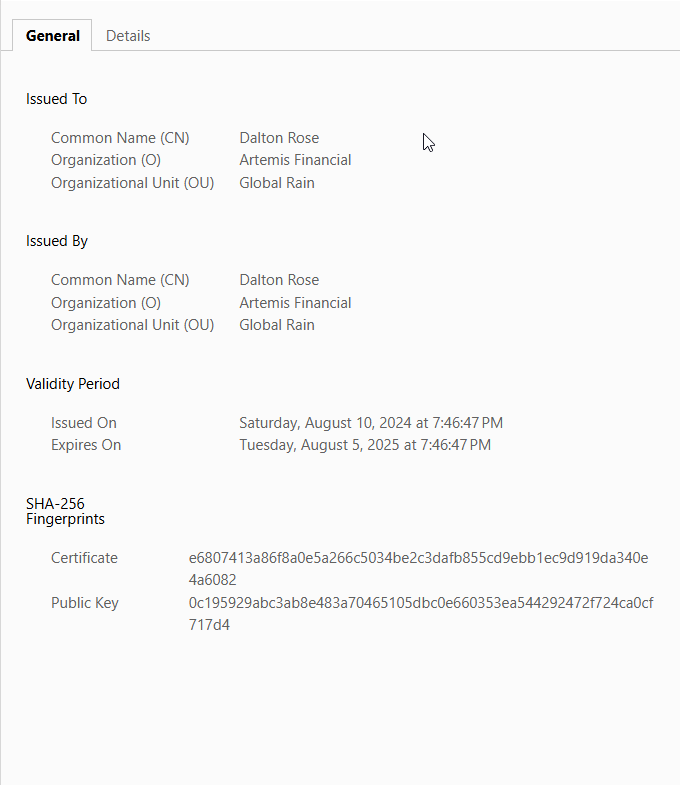 General Details
Issued To
Common Name (CN) Dalton Rose
Organization (O) Artemis Financial
Organizational Unit (OU) Global Rain
Issued By
Common Name (CN) Dalton Rose
Organization (O) Artemis Financial
Organizational Unit (OU) Global Rain
Validity Period
Issued On Saturday, August 10, 2024 at 7:46:47 PM
Expires On Tuesday, August 5, 2025 at 7:46:47 PM
SHA-256
Fingerprints
Certificate e6807413a86f8a0e5a266c5034be2c3dafb855cd9ebb1ec9d919da340e
4a6082
Public Key 0c195929abc3ab8e483a70465105dbc0e660353ea544292472f724ca0cf
717d4